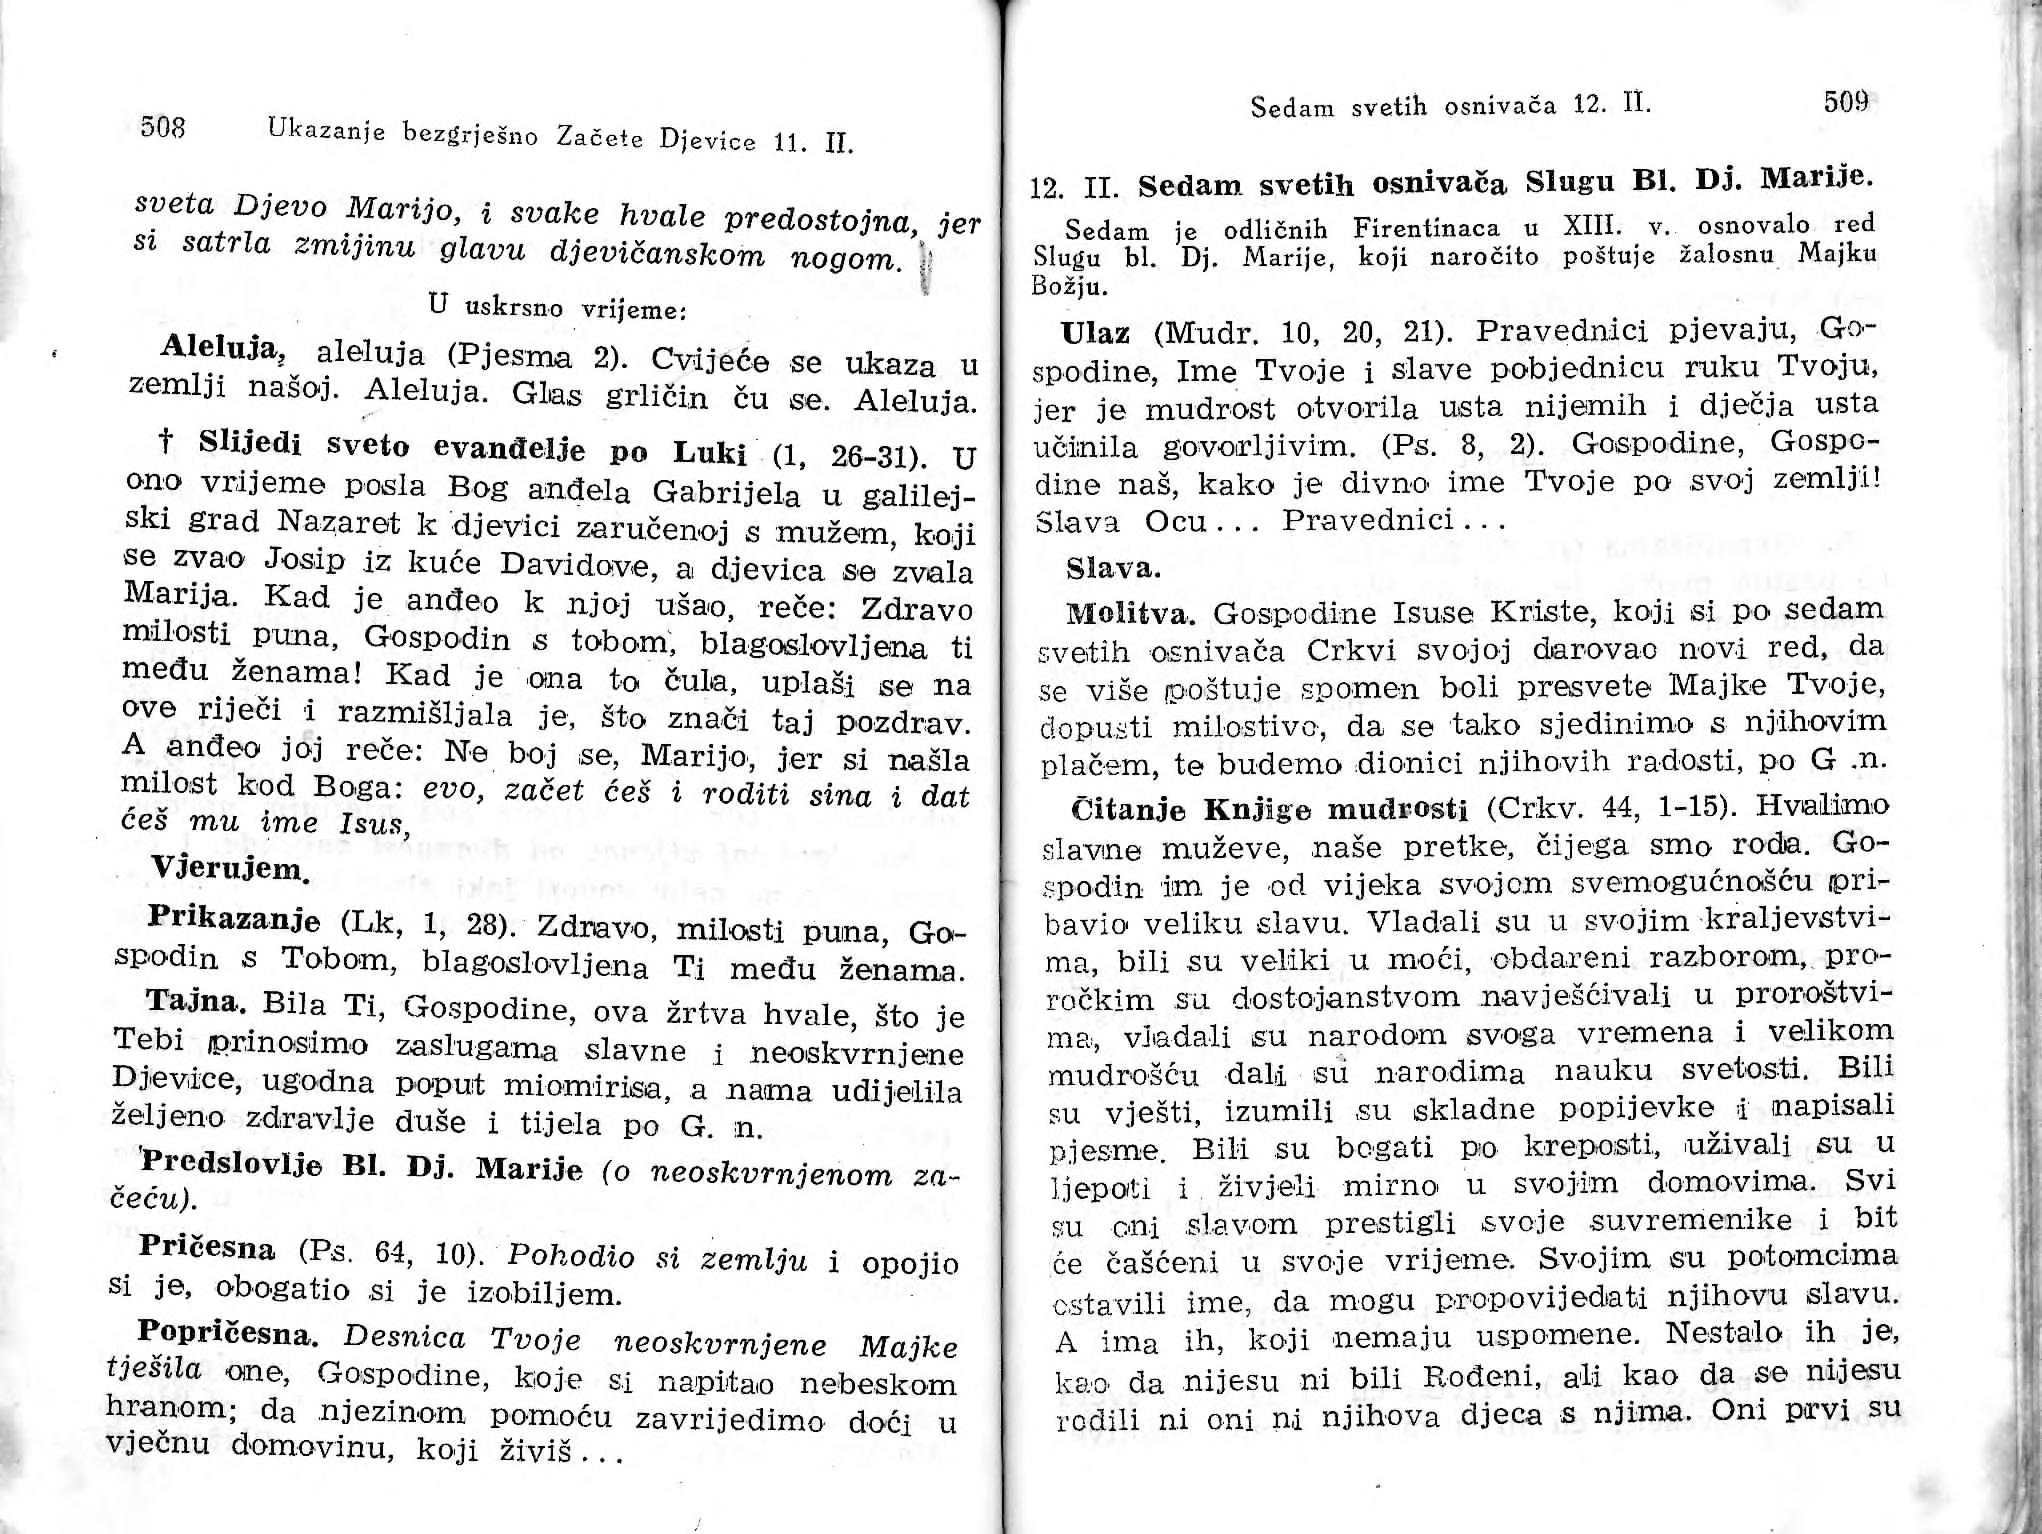 508 Ukazanje bezgrješno Začete Djevice 11. II.
sveta Djevo Marijo, i svake hvale predostojna, jer
si satrla zmijinu glavu djevičanskom nogom.
U uskrsno vrijeme:
Aleluja, aleluja (Pjesma 2). Cvijeće se ukaza u
zemlji našoj. Aleluja. Glas grličin ču se. Aleluja.
† Slijedi sveto evanđelje po Luki (1, 26-31). U
ono vrijeme posla Bog anđela Gabrijela u galilej-
ski grad Nazaret k djevici zaručenoj s mužem, koji
se zvao Josip iz kuće Davidove, a djevica se zvala
Marija. Kad je anđeo k njoj ušao, reče: Zdravo
milosti puna, Gospodin s tobom, blagoslovljena ti
među ženama! Kad je ona to čula, uplaši se na
ove riječi i razmišljala je, što znači taj pozdrav.
A anđeo joj reče: Ne boj se, Marijo, jer si našla
milost kod Boga: evo, začet ćeš i roditi sina i dat
ćeš mu ime Isus,
Vjerujem.
Prikazanje (Lk, 1, 28). Zdravo, milosti puna, Go-
spodin s Tobom, blagoslovljena Ti među ženama.
Tajna. Bila Ti, Gospodine, ova žrtva hvale, što je
Tebi prinosimo zaslugama slavne i neoskvrnjene
Djevice, ugodna poput miomirisa, a nama udijelila
željeno zdravlje duše i tijela po G. n.
Predslovlje Bl. Dj. Marije (o neoskvrnjenom za-
čeću).
Pričesna (Ps. 64, 10). Pohodio si zemlju i opojio
si je, obogatio si je izobiljem.
Popričesna. Desnica Tvoje neoskvrnjene Majke
tješila one, Gospodine, koje si napitao nebeskom
hranom; da njezinom pomoću zavrijedimo doći u
vječnu domovinu, koji živiš...
Sedam svetih osnivača 12. II. 509
12. II. Sedam svetih osnivača Slugu Bl. Dj. Marije.
Sedam je odličnih Firentinaca u XIII. v. osnovalo red
Slugu bl. Dj. Marije, koji naročito poštuje žalosnu Majku
Božju.
Ulaz (Mudr. 10, 20, 21). Pravednici pjevaju, Go-
spodine, Ime Tvoje i slave pobjednicu ruku Tvoju,
jer je mudrost otvorila usta nijemih i dječja usta
učinila govorljivim. (Ps. 8, 2). Gospodine, Gospo-
dine naš, kako je divno ime Tvoje po svoj zemlji!
Slava Ocu... Pravednici...
Slava.
Molitva. Gospodine Isuse Kriste, koji si po sedam
svetih osnivača Crkvi svojoj darovao novi red, da
se više poštuje spomen boli presvete Majke Tvoje,
dopusti milostivo, da se tako sjedinimo s njihovim
plačem, te budemo dionici njihovih radosti, po G .n.
Čitanje Knjige mudrosti (Crkv. 44, 1-15). Hvalimo
slavne muževe, naše pretke, čijega smo roda. Go-
spodin im je od vijeka svojom svemogućnošću pri-
bavio veliku slavu. Vladali su u svojim kraljevstvi-
ma, bili su veliki u moći, obdareni razborom, pro-
ročkim su dostojanstvom navješćivali u proroštvi-
ma, vladali su narodom svoga vremena i velikom
mudrošću dali su narodima nauku svetosti. Bili
su vješti, izumili su skladne popijevke i napisali
pjesme. Bili su bogati po kreposti, uživali su u
ljepoti i živjeli mirno u svojim domovima. Svi
su oni slavom prestigli svoje suvremenike i bit
će čašćeni u svoje vrijeme. Svojim su potomcima
ostavili ime, da mogu propovijedati njihovu slavu.
A ima ih, koji nemaju uspomene. Nestalo ih je,
kao da nijesu ni bili Rođeni, ali kao da se nijesu
rodili ni oni ni njihova djeca s njima. Oni prvi su